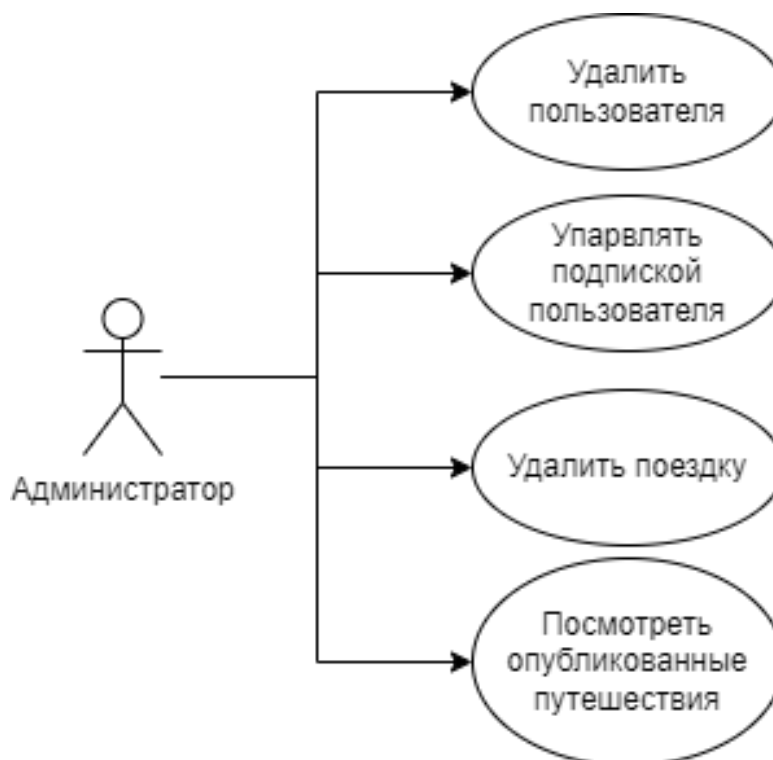 Удалить
пользователя
Упарвлять
подпиской
пользователя
Администратор
Удалить поездку
Посмотреть
опубликованные
путешествия